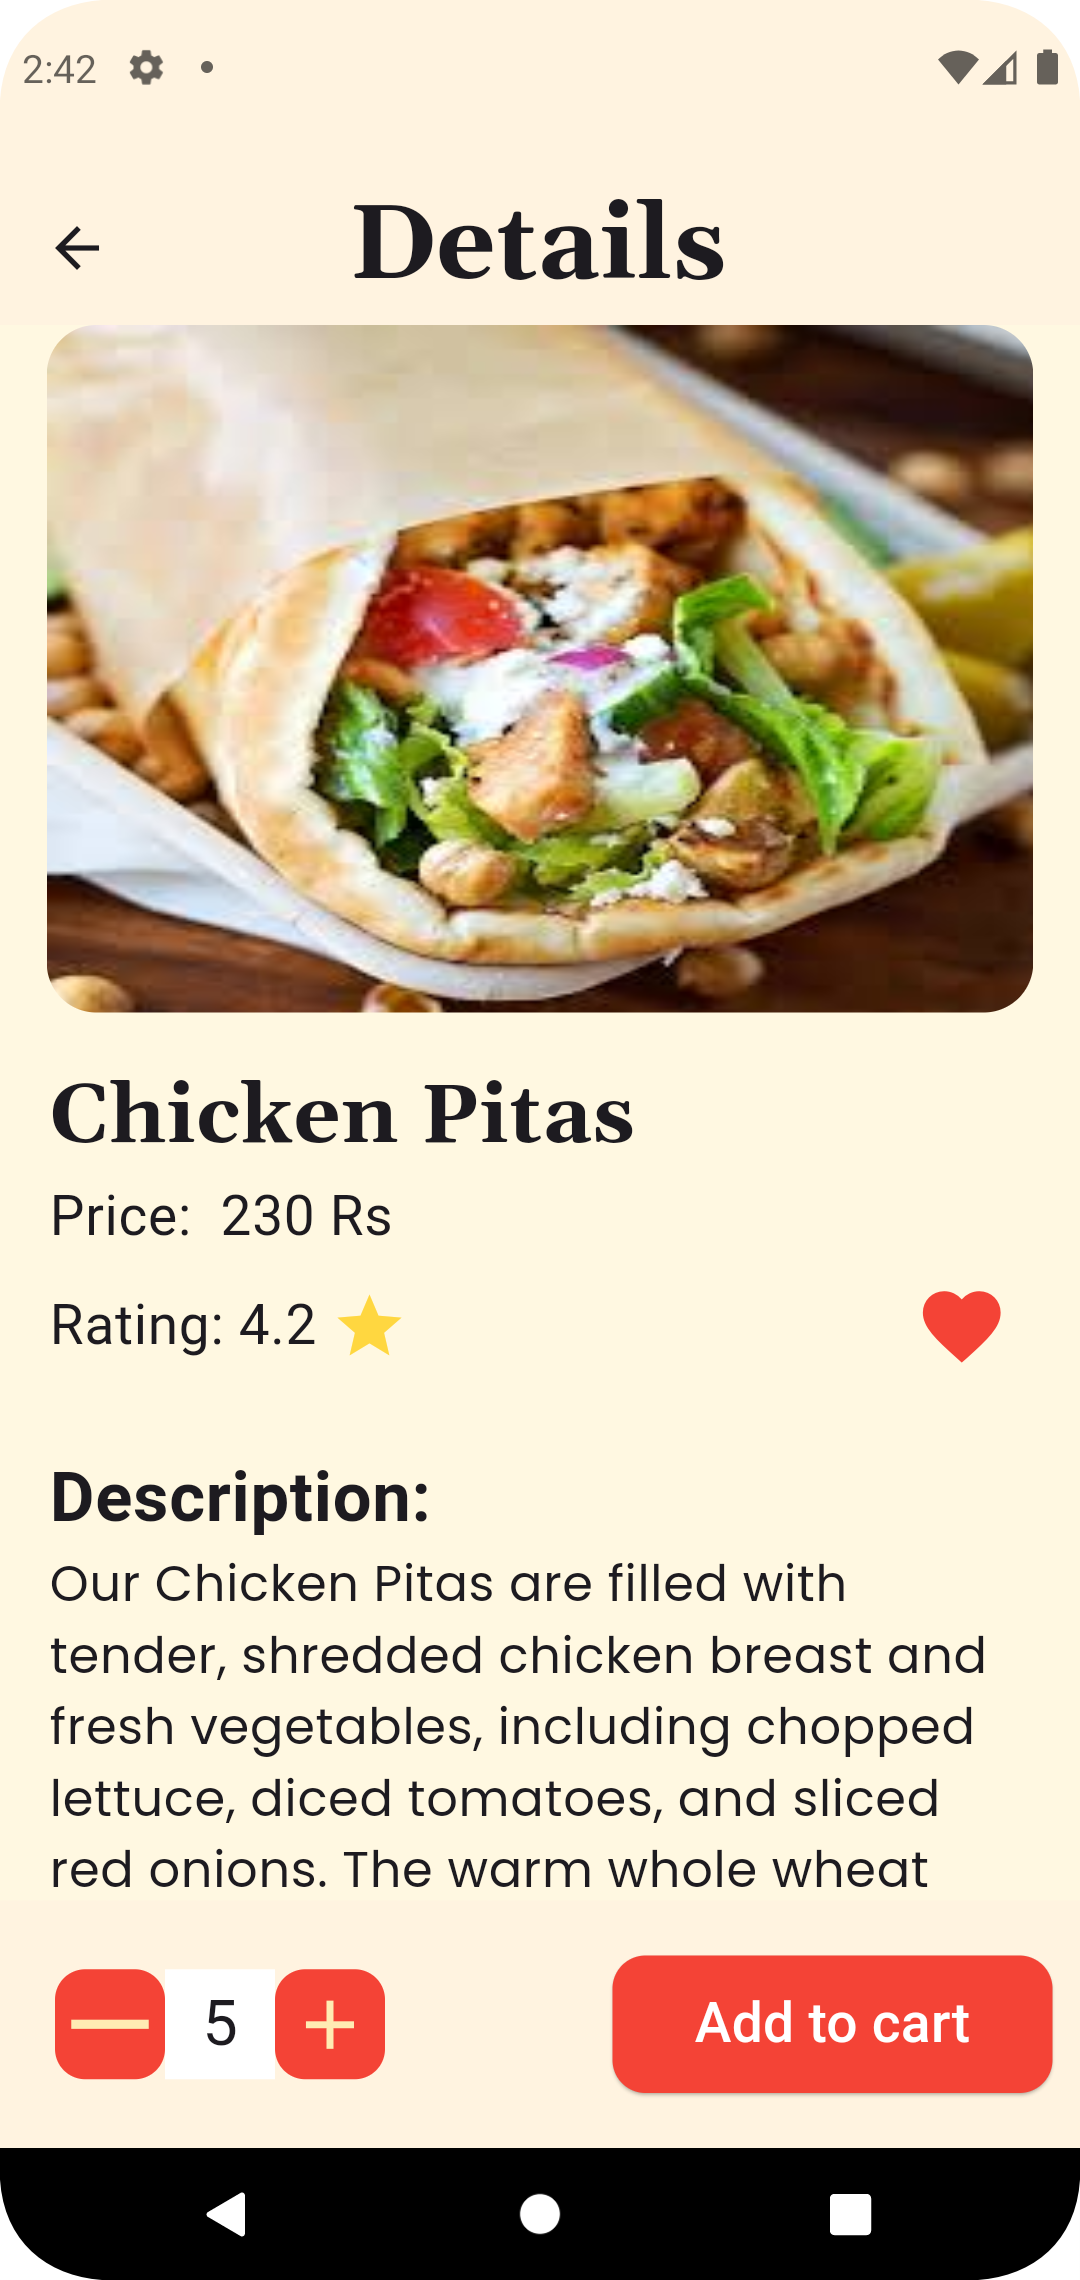 2:42
Details
Chicken Pitas
Price:  230 Rs
Rating: 4.2
Description:
Our Chicken Pitas are filled with
tender, shredded chicken breast and
fresh vegetables, including chopped
lettuce, diced tomatoes, and sliced
red onions. The warm whole wheat
5
Add to cart